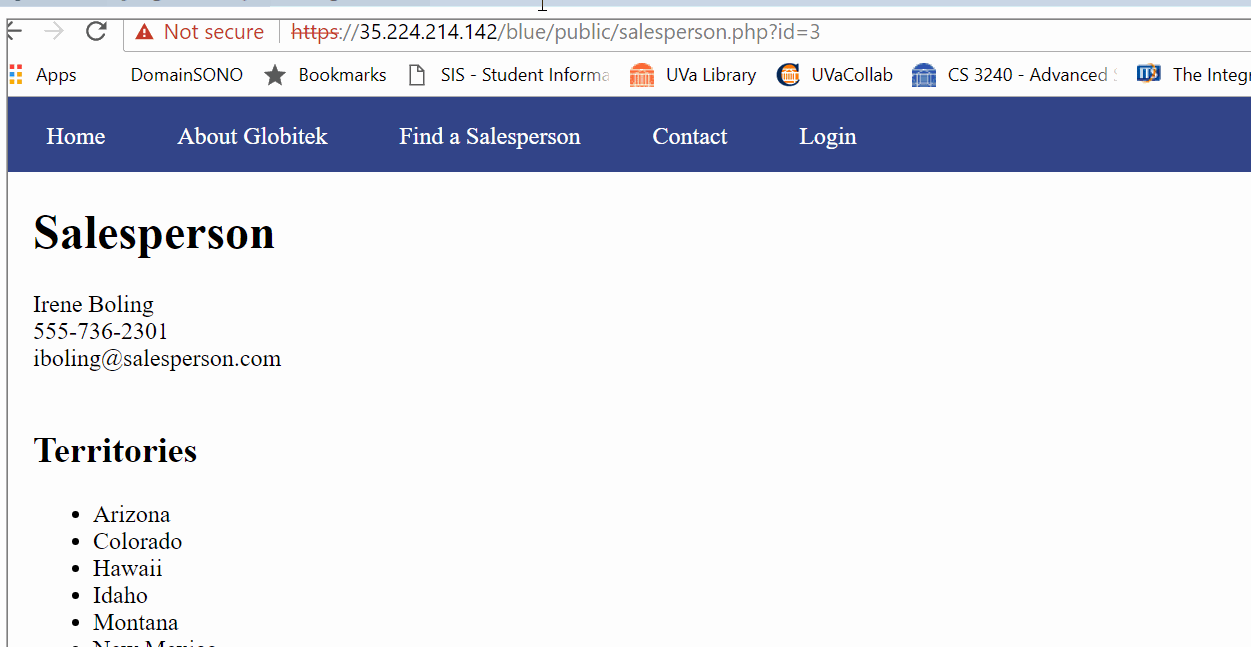 Not secure https://35.224.214.142/blue/public/salesperson.php?id=3
Apps DomainSONO Bookmarks SIS - Student Informa UVa Library UVaCollab CS 3240 - Advanced The Integr
Home About Globitek Find a Salesperson Contact Login
Salesperson
Irene Boling
555-736-2301
iboling@salesperson.com
Territories
Arizona
Colorado
Hawaii
Idaho
Montana
New Mexico